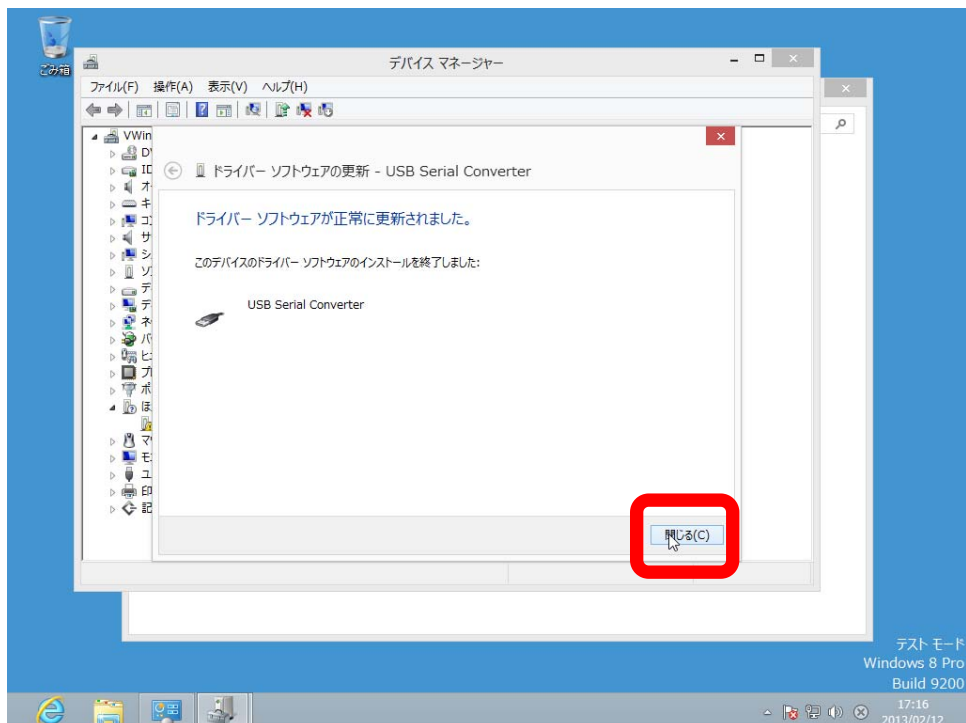 ごみ箱
デバイス マネージャー
ファイル(F) 操作(A) 表示(V) ヘルプ(H)
VWin
ドライバー ソフトウェアの更新 - USB Serial Converter
ドライバー ソフトウェアが正常に更新されました。
このデバイスのドライバー ソフトウェアのインストールを終了しました:
USB Serial Converter
閉じる(C)
テスト モード
Windows 8 Pro
Build 9200
17:16
2013/02/12